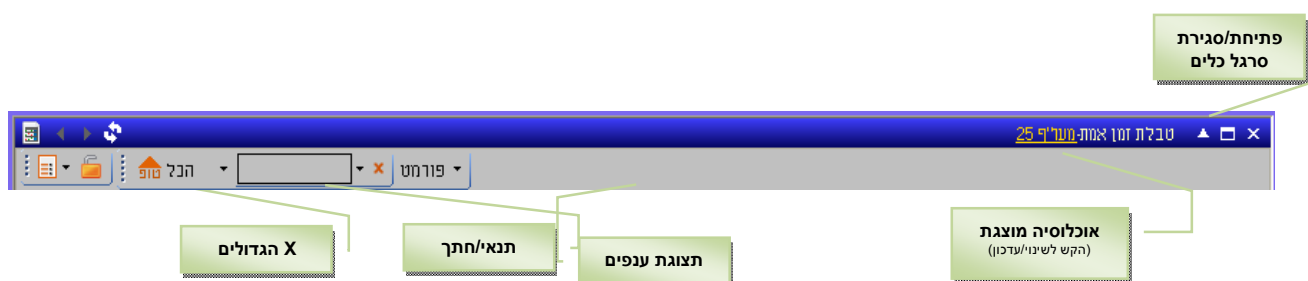 פתיחת/סגירת
סרגל כלים
טבלת זמן אמת-מעו"ף 25
הכל
טופ
פורמט
X הגדולים
תנאי/חתך
תצוגת ענפים
אוכלוסיה מוצגת
(הקש לשינוי/עדכון)